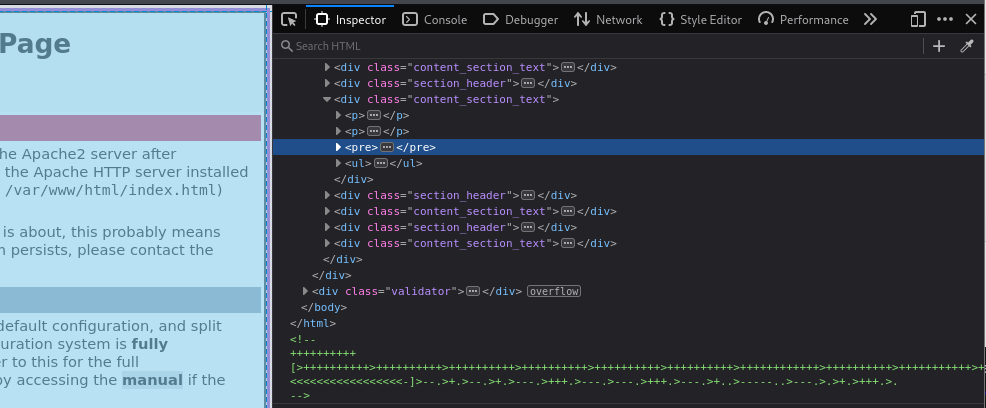 Page
he Apache2 server after
the Apache HTTP server installed
/var/www/html/index.html)
is about, this probably means
m persists, please contact the
default configuration, and split
uration system is fully
er to this for the full
by accessing the manual if the
Inspector Console Debugger Network Style Editor Performance
Search HTML
<div class="content_section_text"></div>
<div class="section_header"></div>
<div class="content_section_text">
<p></p>
<p></p>
<pre></pre>
<ul></ul>
</div>
<div class="section_header"></div>
<div class="content_section_text"></div>
<div class="section_header"></div>
<div class="content_section_text"></div>
</div>
</div>
<div class="validator"></div> overflow
</body>
</html>
<!--
++++++++++
-->